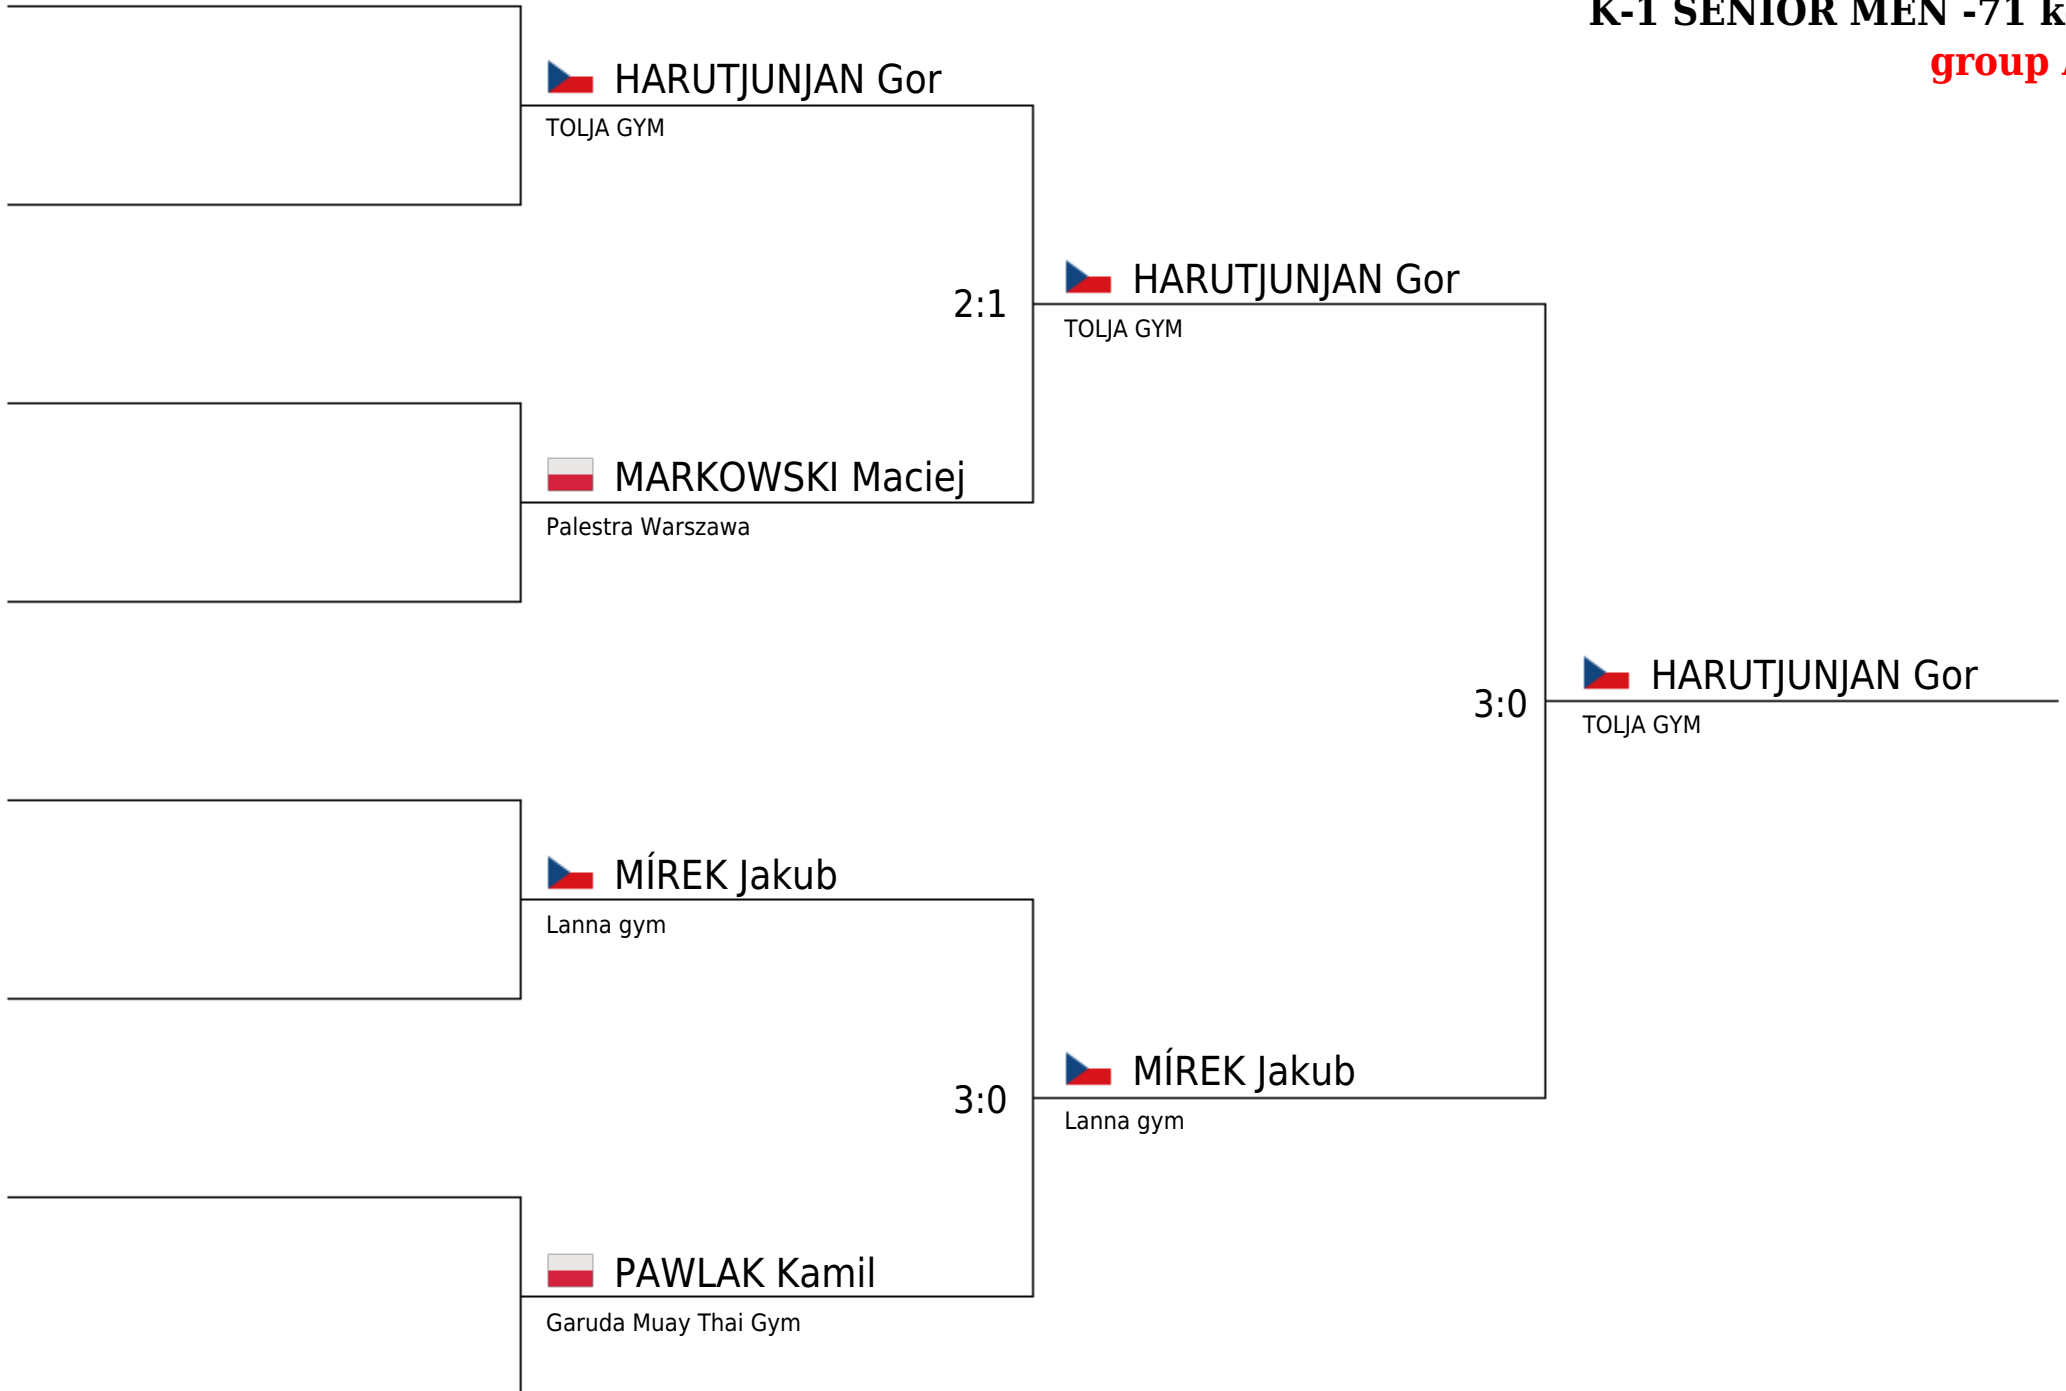 K-1 SENIOR MEN -71 k
group A
HARUTJUNJAN Gor
TOLJA GYM
2:1
HARUTJUNJAN Gor
TOLJA GYM
MARKOWSKI Maciej
Palestra Warszawa
3:0
HARUTJUNJAN Gor
TOLJA GYM
MÍREK Jakub
Lanna gym
3:0
MÍREK Jakub
Lanna gym
PAWLAK Kamil
Garuda Muay Thai Gym